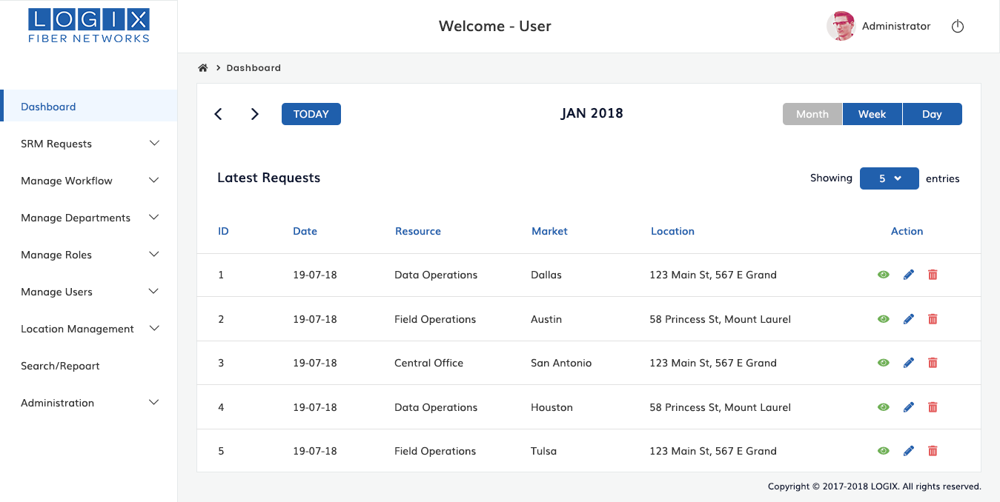 LOGIX
FIBER NETWORKS
Welcome - User
Administrator
Dashboard
Dashboard
SRM Requests
Manage Workflow
Manage Departments
Manage Roles
Manage Users
Location Management
Search/Repoart
Administration
TODAY
JAN 2018
Month Week Day
Latest Requests
Showing 5 entries
ID Date Resource Market Location Action
1 19-07-18 Data Operations Dallas 123 Main St, 567 E Grand
2 19-07-18 Field Operations Austin 58 Princess St, Mount Laurel
3 19-07-18 Central Office San Antonio 123 Main St, 567 E Grand
4 19-07-18 Data Operations Houston 58 Princess St, Mount Laurel
5 19-07-18 Field Operations Tulsa 123 Main St, 567 E Grand
Copyright © 2017-2018 LOGIX. All rights reserved.